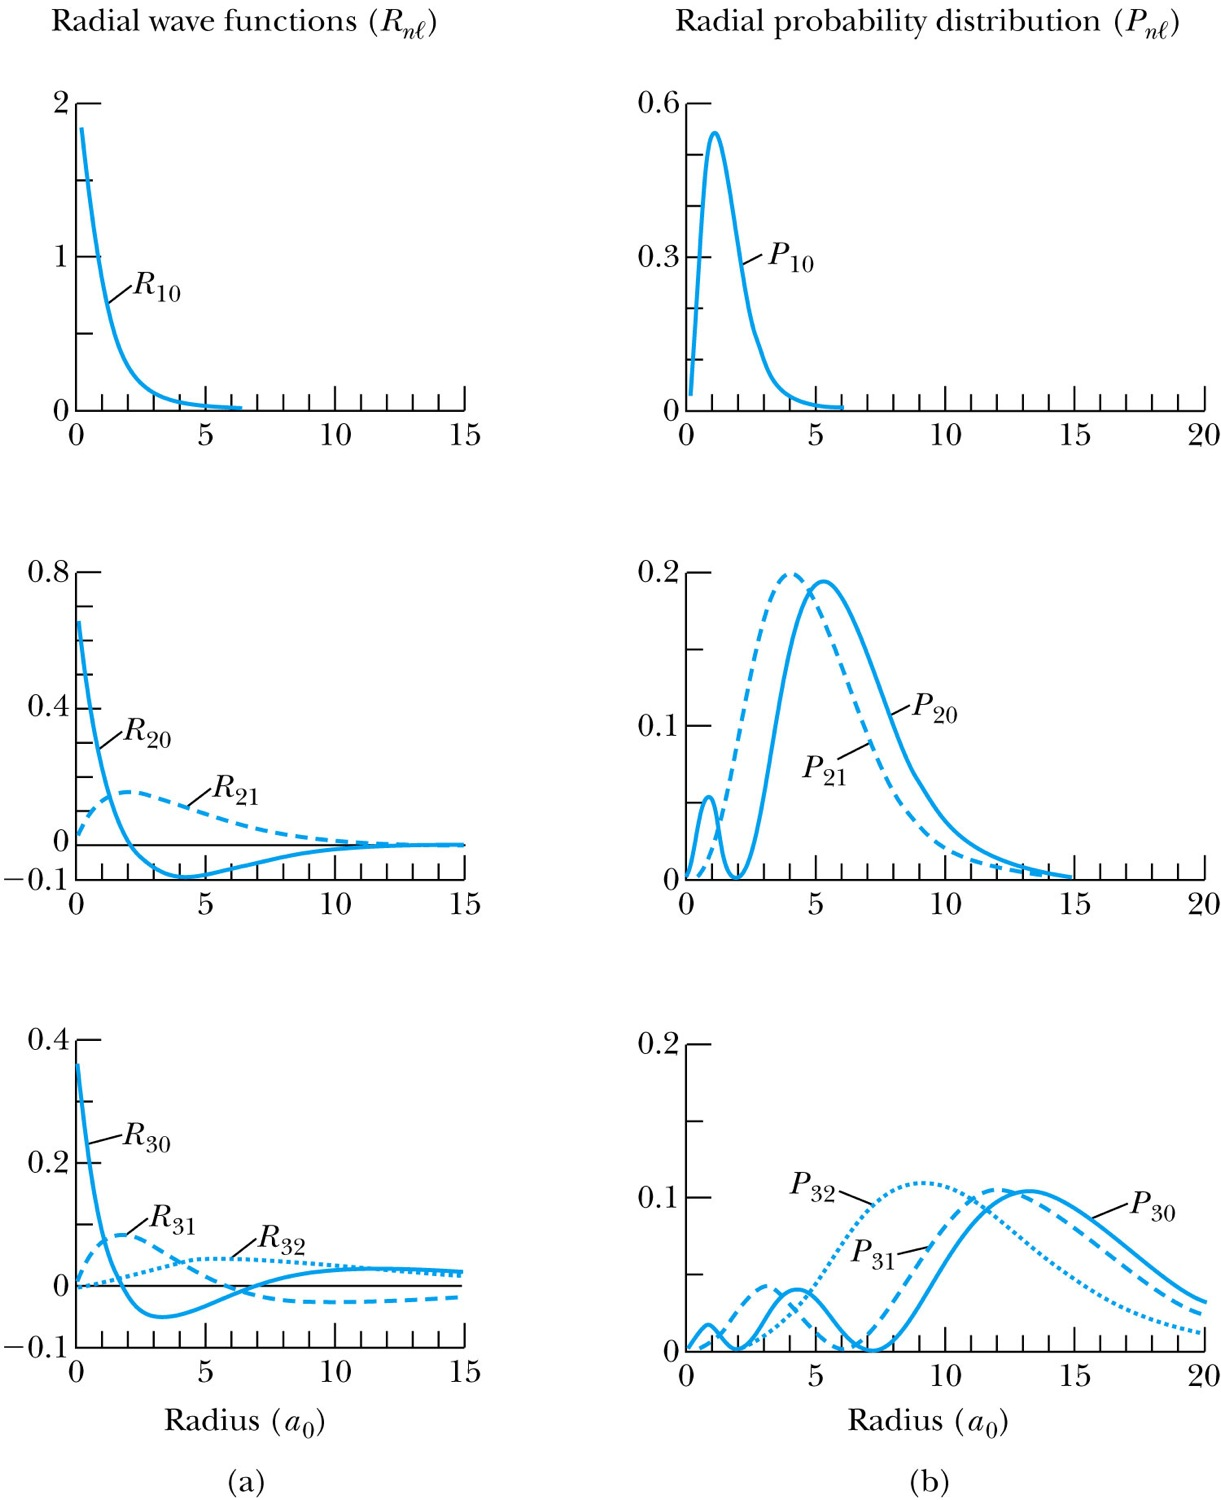 Radial wave functions (Rnℓ)
Radial probability distribution (Pnℓ)
2
1
0
R10
0 5 10 15
0.6
0.3
0
P10
0 5 10 15 20
0.8
0.4
0
−0.1
R20
R21
0 5 10 15
0.2
0.1
0
P20
P21
0 5 10 15 20
0.4
0.2
0
−0.1
R30
R31
R32
0 5 10 15
Radius (a0)
(a)
0.2
0.1
0
P32
P31
P30
0 5 10 15 20
Radius (a0)
(b)